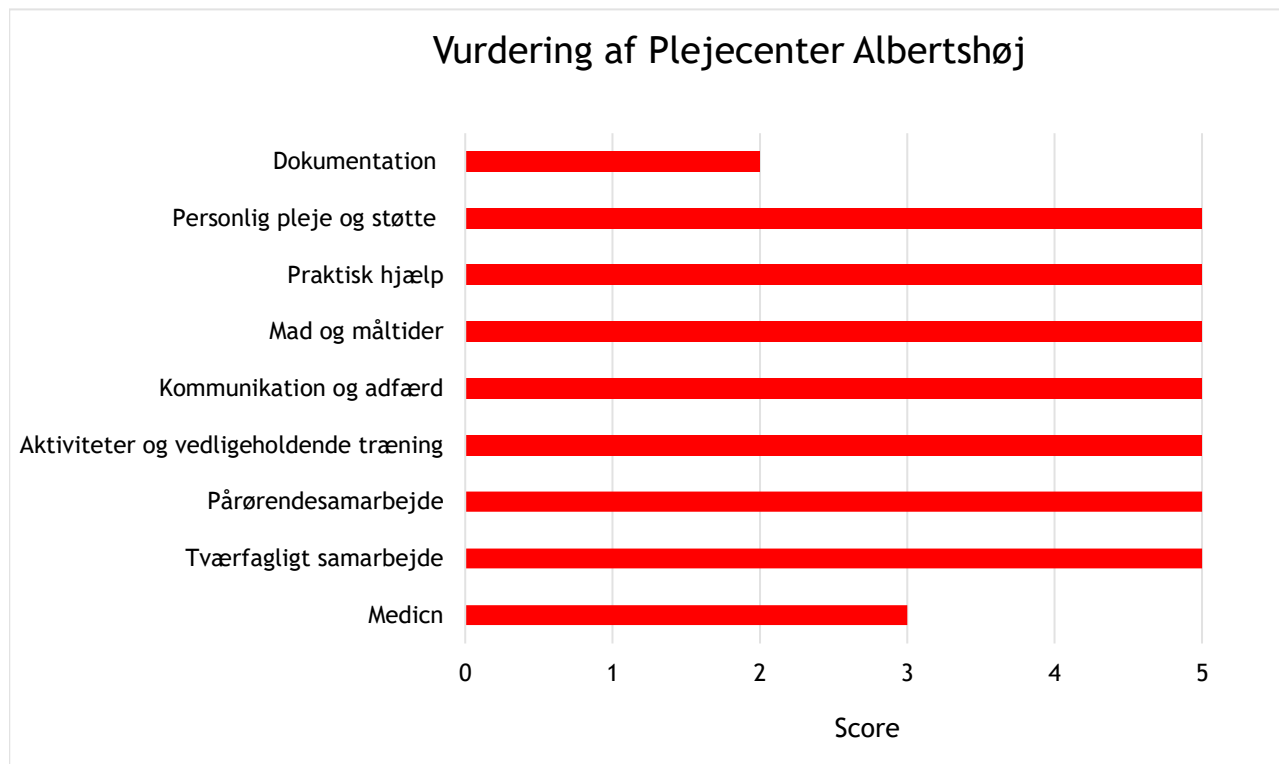 Vurdering af Plejecenter Albertshøj
Dokumentation
Personlig pleje og støtte
Praktisk hjælp
Mad og måltider
Kommunikation og adfærd
Aktiviteter og vedligeholdende træning
Pårørendesamarbejde
Tværfagligt samarbejde
Medicn
0 1 2 3 4 5
Score